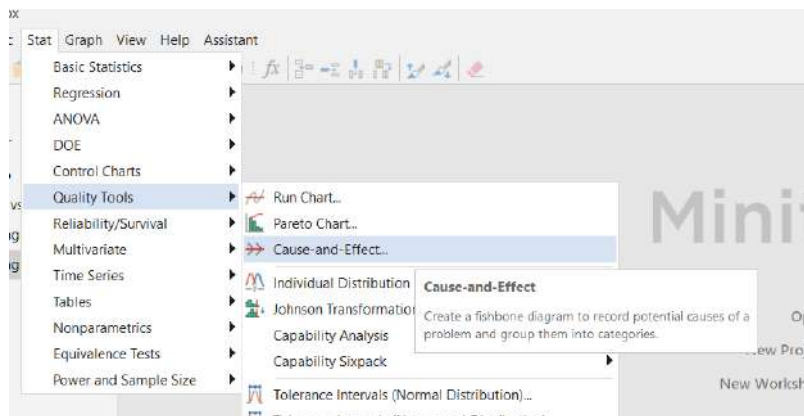 Stat Graph View Help Assistant
Basic Statistics
Regression
ANOVA
DOE
Control Charts
Quality Tools
Reliability/Survival
Multivariate
Time Series
Tables
Nonparametrics
Equivalence Tests
Power and Sample Size
Run Chart...
Pareto Chart...
Cause-and-Effect...
Individual Distribution
Johnson Transformation
Capability Analysis
Capability Sixpack
Tolerance Intervals (Normal Distribution)...
Cause-and-Effect
Create a fishbone diagram to record potential causes of a
problem and group them into categories.
Mini
New Worksh